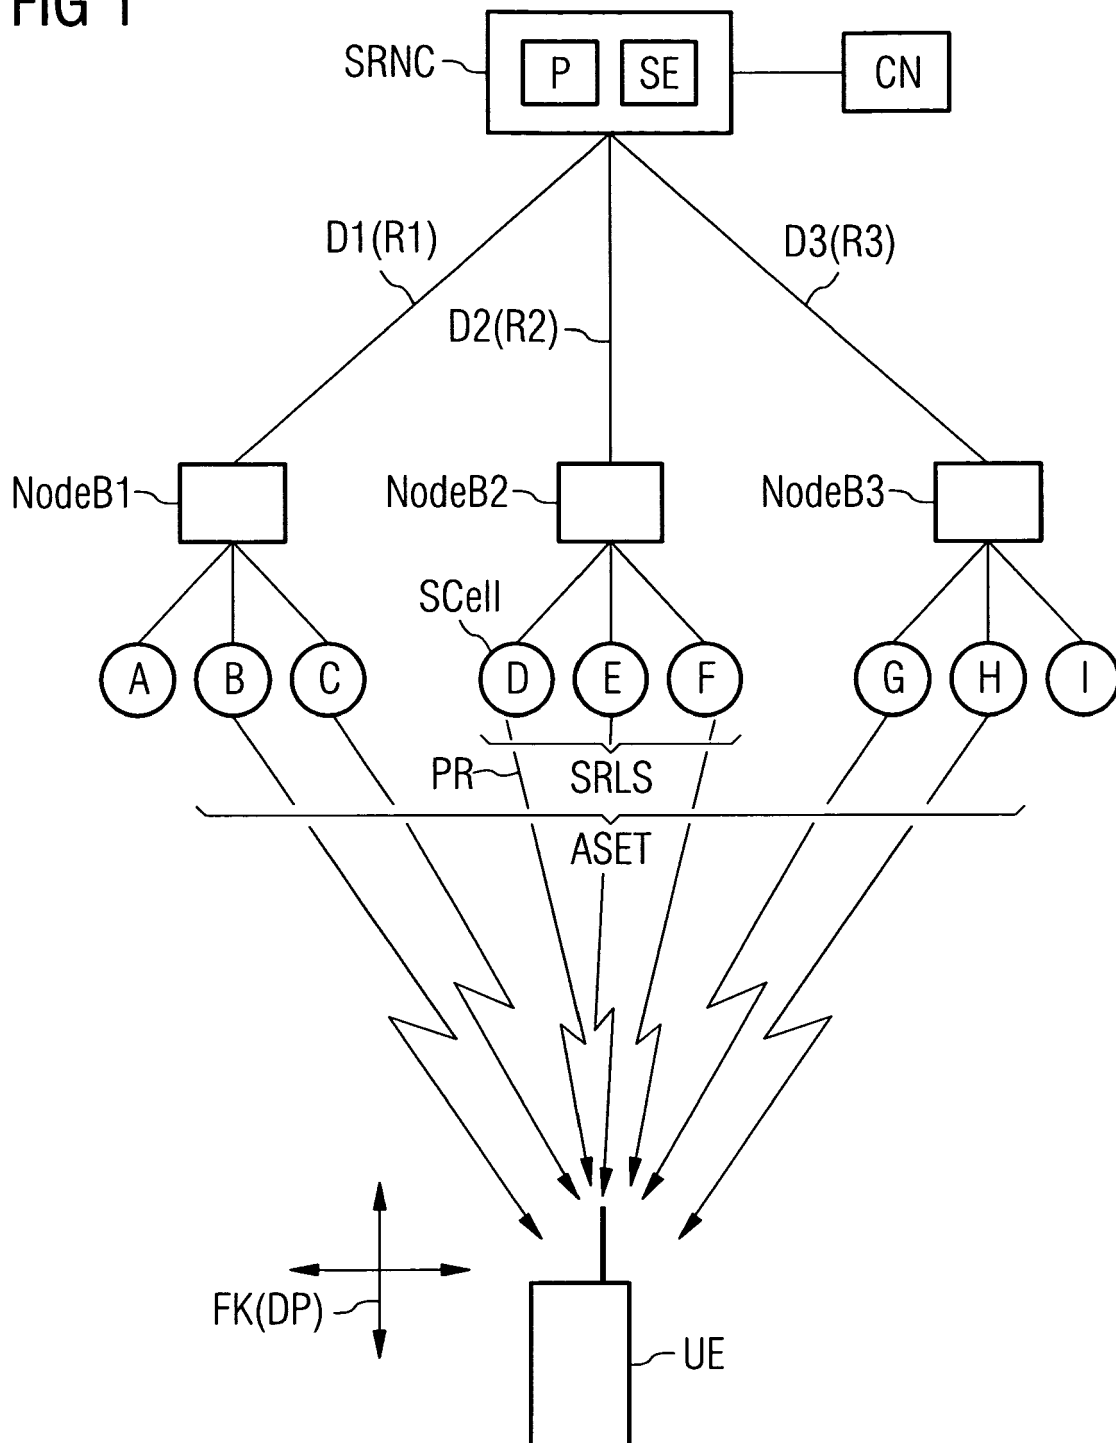 FIG 1
SRNC
P
SE
CN
D1(R1)
D3(R3)
D2(R2)
NodeB1
NodeB2
NodeB3
SCell
A
B
C
D
E
F
G
H
I
PR
SRLS
ASET
FK(DP)
UE